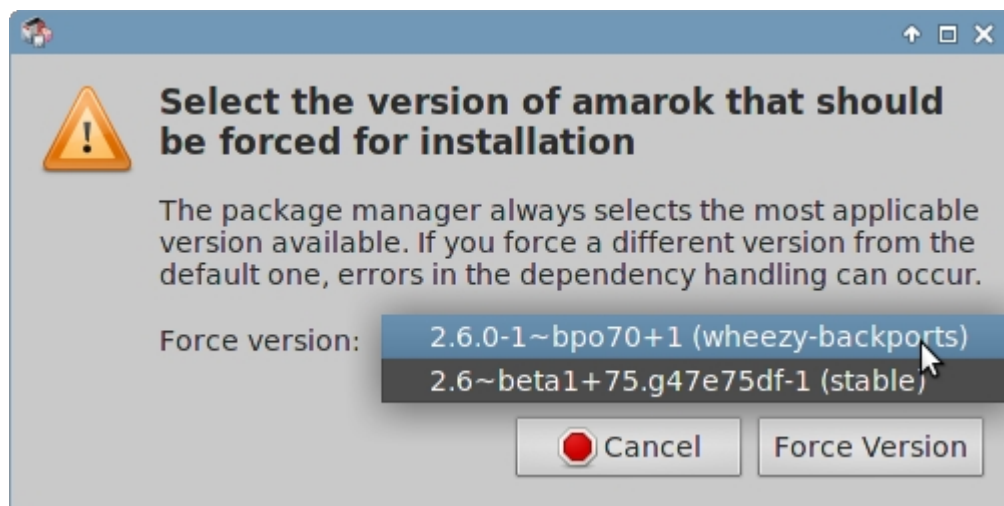 Select the version of amarok that should
be forced for installation
The package manager always selects the most applicable
version available. If you force a different version from the
default one, errors in the dependency handling can occur.
Force version:
2.6.0-1~bpo70+1 (wheezy-backports)
2.6~beta1+75.g47e75df-1 (stable)
Cancel
Force Version